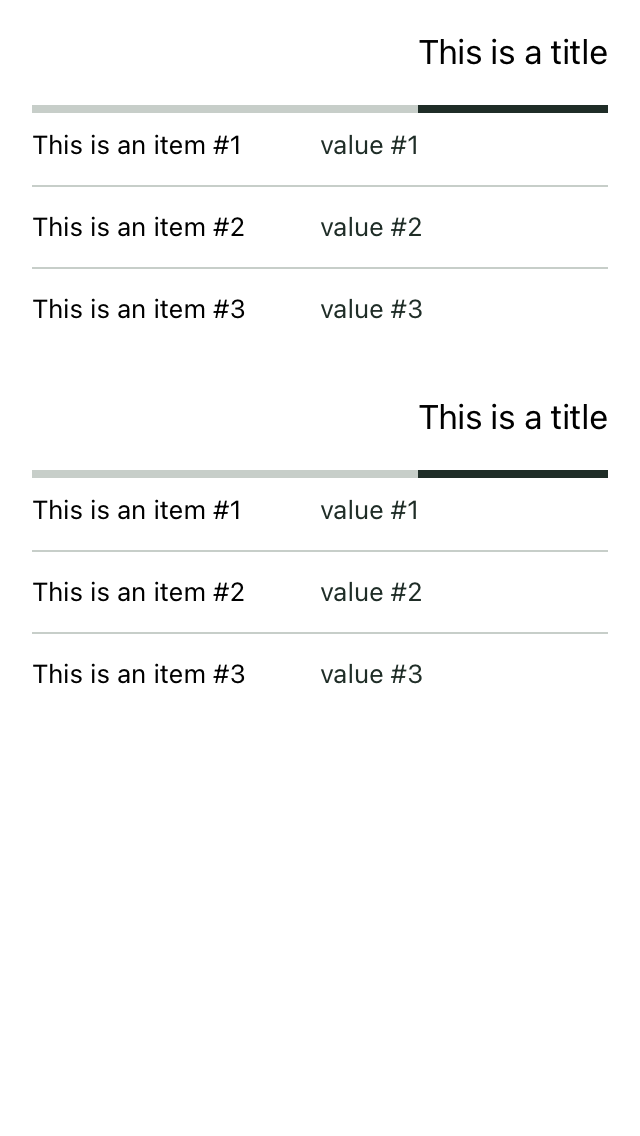 This is a title
This is an item #1 value #1
This is an item #2 value #2
This is an item #3 value #3
This is a title
This is an item #1 value #1
This is an item #2 value #2
This is an item #3 value #3